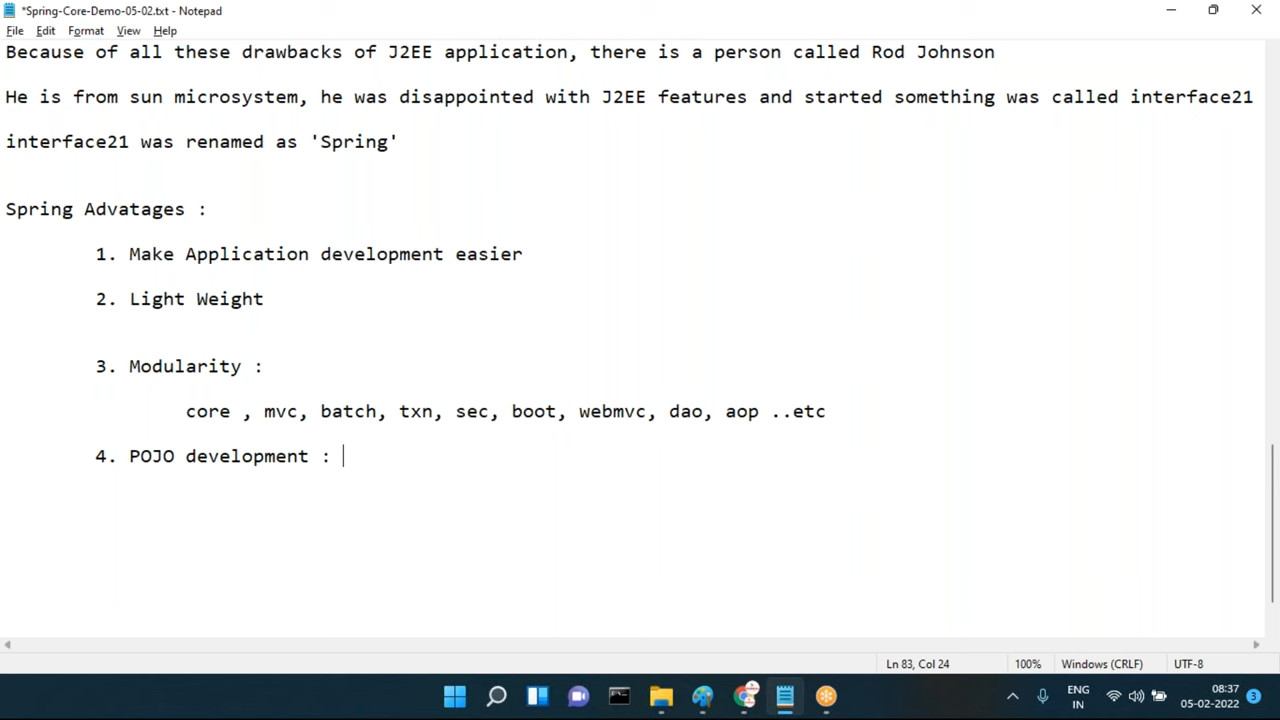 *Spring-Core-Demo-05-02.txt - Notepad
File Edit Format View Help
Because of all these drawbacks of J2EE application, there is a person called Rod Johnson
He is from sun microsystem, he was disappointed with J2EE features and started something was called interface21
interface21 was renamed as 'Spring'
Spring Advatages :
1. Make Application development easier
2. Light Weight
3. Modularity :
core , mvc, batch, txn, sec, boot, webmvc, dao, aop ..etc
4. POJO development :
Ln 83, Col 24 100% Windows (CRLF) UTF-8
ENG 08:37
IN 05-02-2022 3